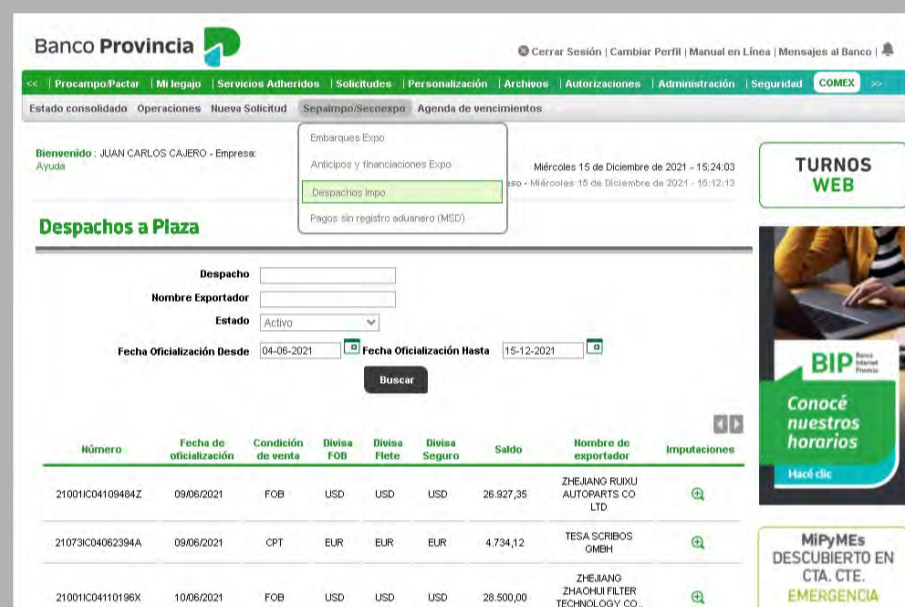 Banco Provincia
Cerrar Sesión | Cambiar Perfil | Manual en Línea | Mensajes al Banco |
<< | Procampo/Pactar | Mi legajo | Servicios Adheridos | Solicitudes | Personalización | Archivos | Autorizaciones | Administración | Seguridad COMEX >>
Estado consolidado Operaciones Nueva Solicitud Sepaimpo/Secoexpo Agenda de vencimientos
Embarques Expo
Anticipos y financiaciones Expo
Despachos Impo
Pagos sin registro aduanero (MSD)
Bienvenido : JUAN CARLOS CAJERO - Empresa:
Ayuda
Miércoles 15 de Diciembre de 2021 - 15:24:03
eso - Miércoles 15 de Diciembre de 2021 - 15:12:13
Despachos a Plaza
Despacho
Nombre Exportador
Estado Activo
Fecha Oficialización Desde 04-06-2021 Fecha Oficialización Hasta 15-12-2021
Buscar
Número Fecha de oficialización Condición de venta Divisa FOB Divisa Flete Divisa Seguro Saldo Nombre de exportador Imputaciones
21001IC04109484Z 09/06/2021 FOB USD USD USD 26.927,35 ZHEJIANG RUIXU AUTOPARTS CO LTD
21073IC04062394A 09/06/2021 CPT EUR EUR EUR 4.734,12 TESA SCRIBOS GMBH
21001IC04110196X 10/06/2021 FOB USD USD USD 28.500,00 ZHEJIANG ZHAOHUI FILTER TECHNOLOGY CO..
TURNOS
WEB
BIP Banca Internet Provincia
Conocé
nuestros
horarios
Hacé clic
MiPyMEs
DESCUBIERTO EN
CTA. CTE.
EMERGENCIA